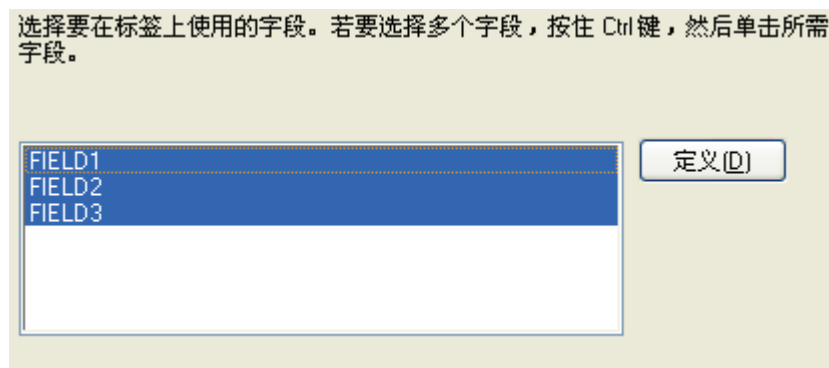 选择要在标签上使用的字段。若要选择多个字段，按住 Ctrl 键，然后单击所需
字段。
FIELD1
定义(D)
FIELD2
FIELD3